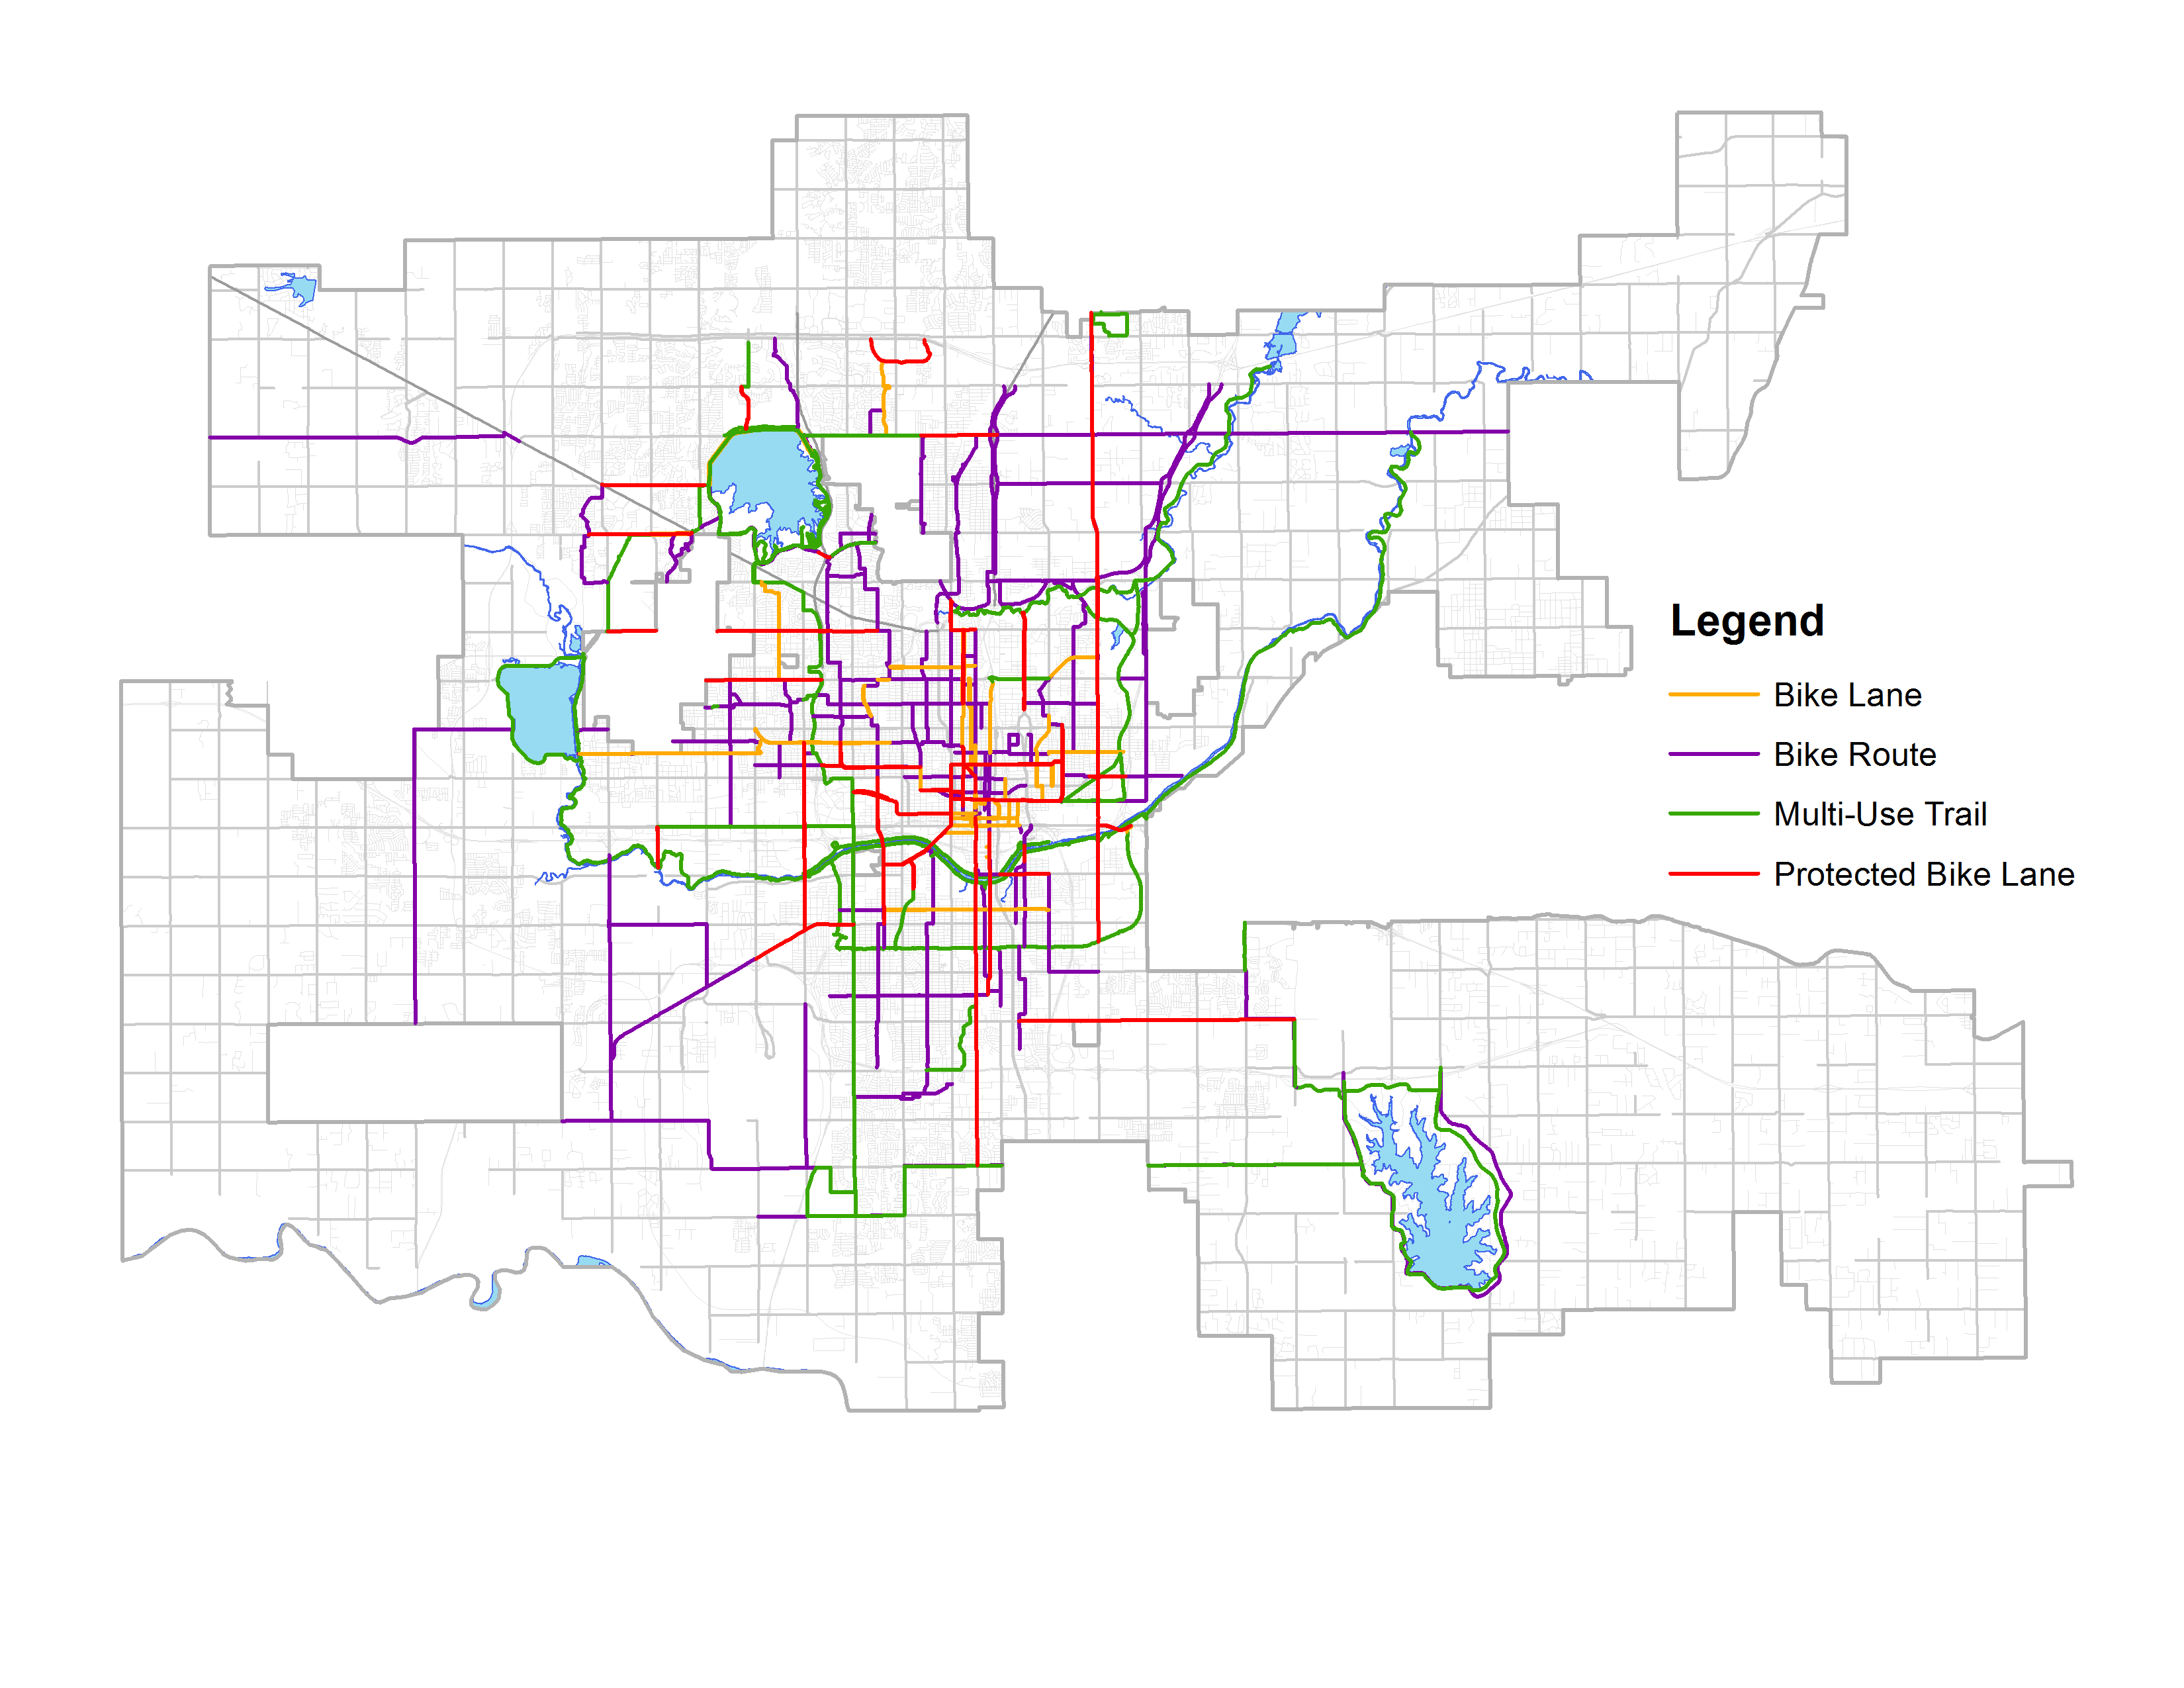 Legend
Bike Lane
Bike Route
Multi-Use Trail
Protected Bike Lane